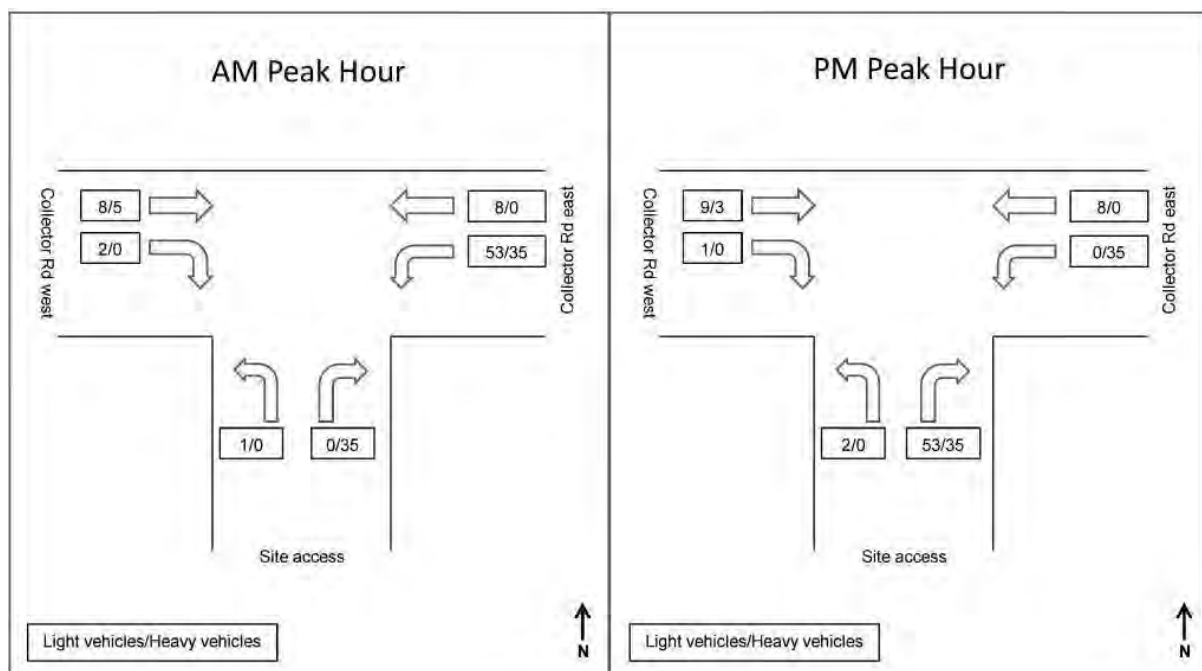 AM Peak Hour
Collector Rd west
8/5
2/0
8/0
53/35
Collector Rd east
1/0
0/35
Site access
Light vehicles/Heavy vehicles
N
PM Peak Hour
Collector Rd west
9/3
1/0
8/0
0/35
Collector Rd east
2/0
53/35
Site access
Light vehicles/Heavy vehicles
N